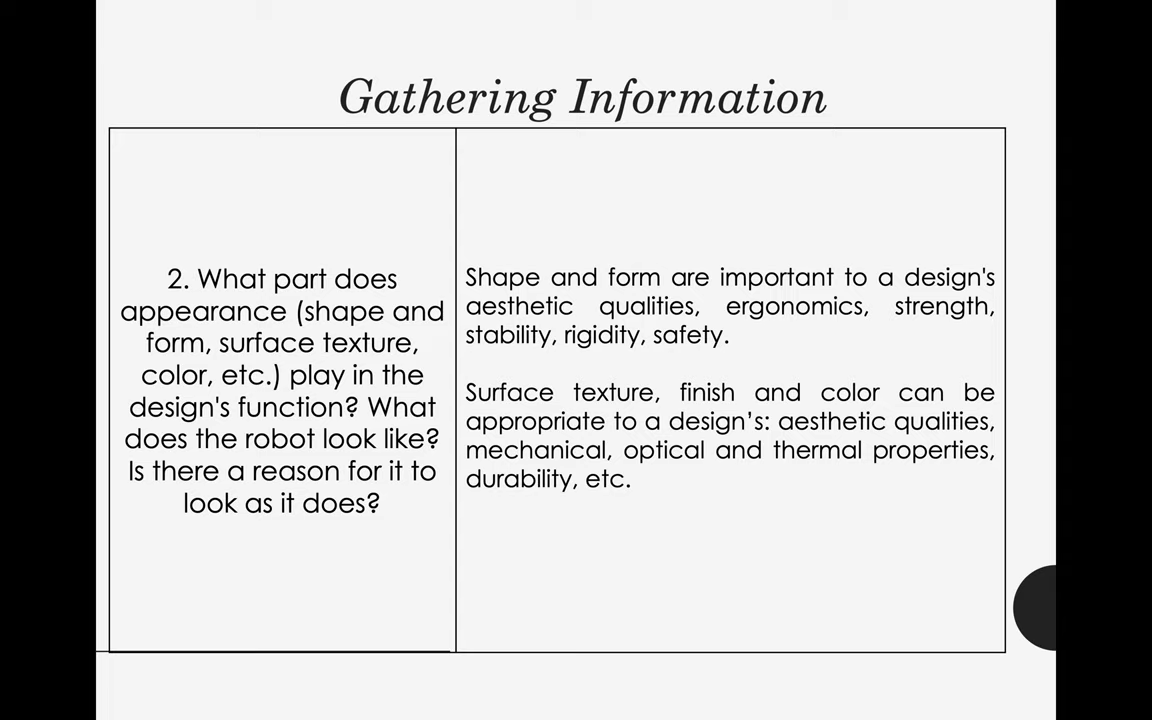 Gathering Information
2. What part does
appearance (shape and
form, surface texture,
color, etc.) play in the
design's function? What
does the robot look like?
Is there a reason for it to
look as it does?
Shape and form are important to a design's
aesthetic qualities, ergonomics, strength,
stability, rigidity, safety.
Surface texture, finish and color can be
appropriate to a design’s: aesthetic qualities,
mechanical, optical and thermal properties,
durability, etc.